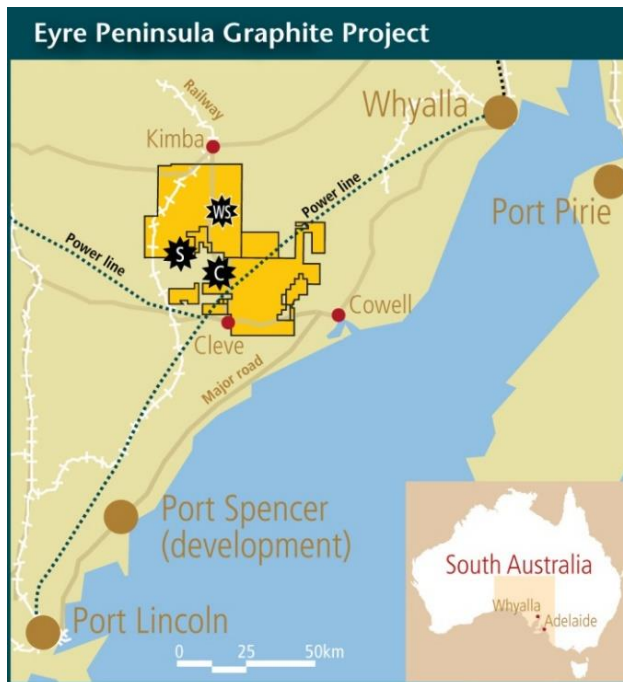 Eyre Peninsula Graphite Project
Railway
Whyalla
Kimba
Port Pirie
WS
Power line
Power line
S
C
Cowell
Cleve
Major road
Port Spencer
(development)
South Australia
Whyalla
Adelaide
Port Lincoln
0 25 50km